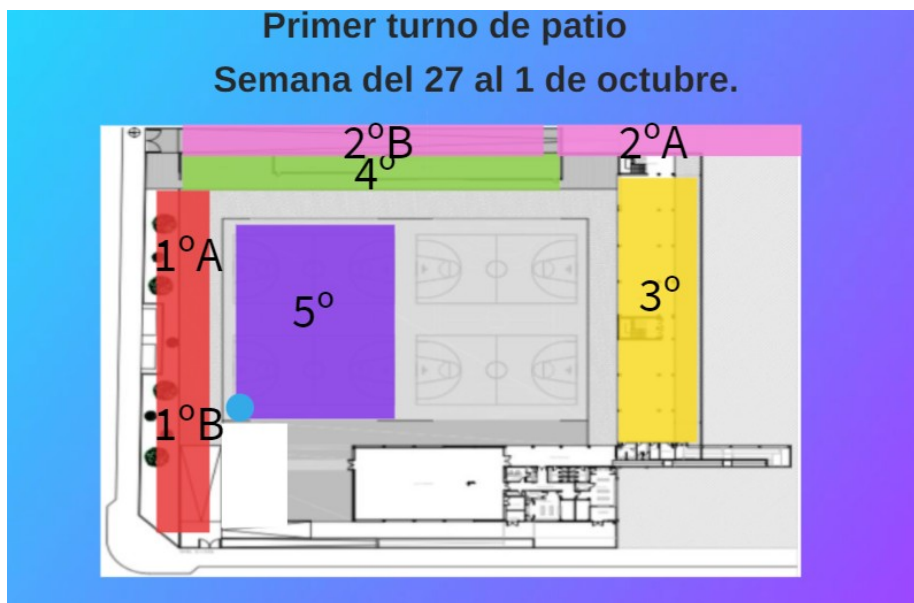 Primer turno de patio
Semana del 27 al 1 de octubre.
2ºB
2ºA
4º
1ºA
5º
3º
1ºB